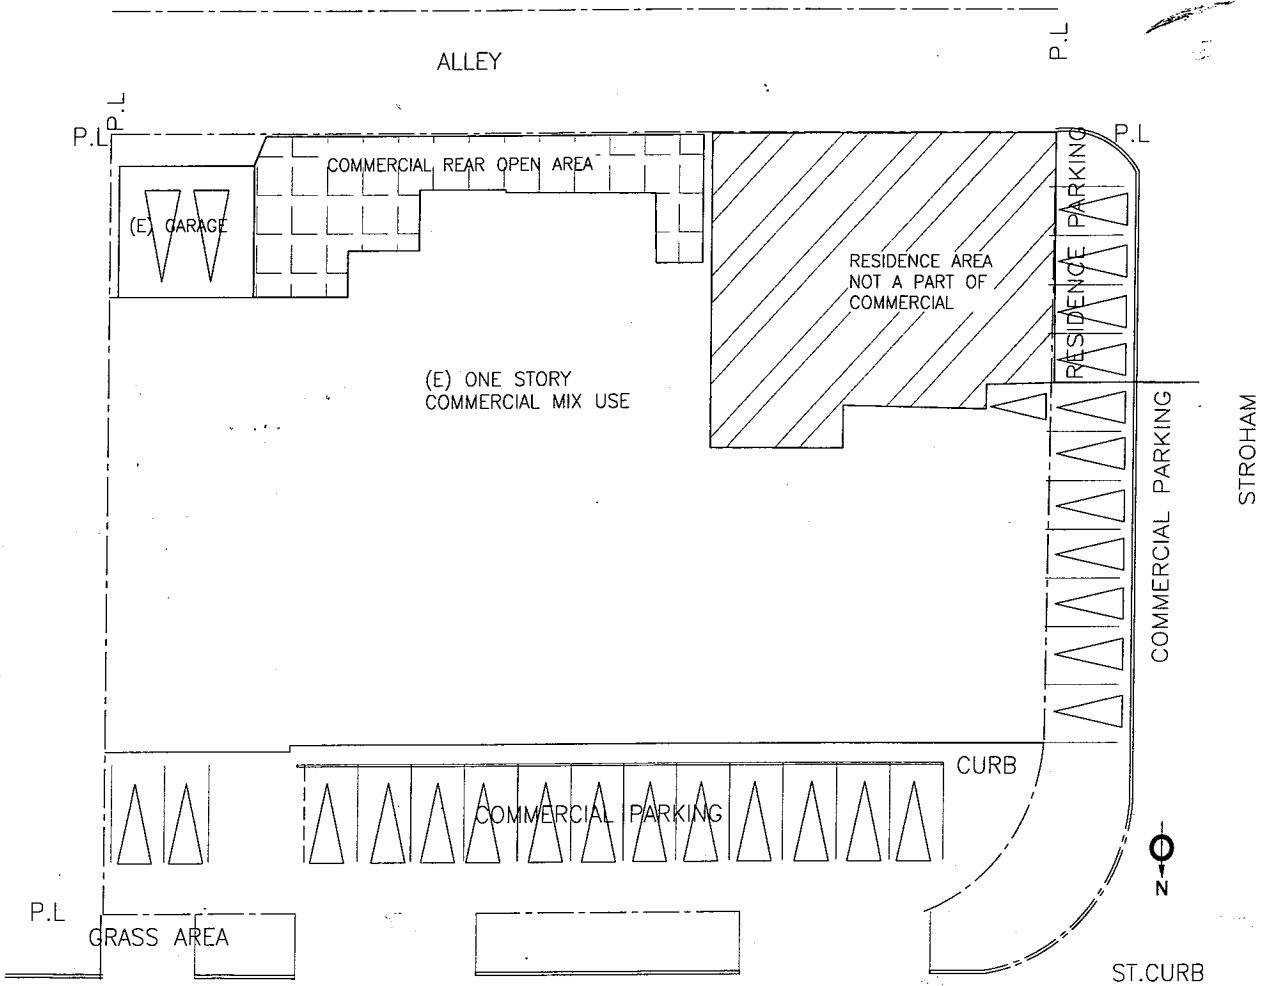 P.L
ALLEY
P.L
P.L
P.L
COMMERCIAL REAR OPEN AREA
(E) GARAGE
RESIDENCE PARKING
RESIDENCE AREA
NOT A PART OF
COMMERCIAL
(E) ONE STORY
COMMERCIAL MIX USE
COMMERCIAL PARKING
STROHAM
CURB
COMMERCIAL PARKING
N
P.L
GRASS AREA
ST.CURB